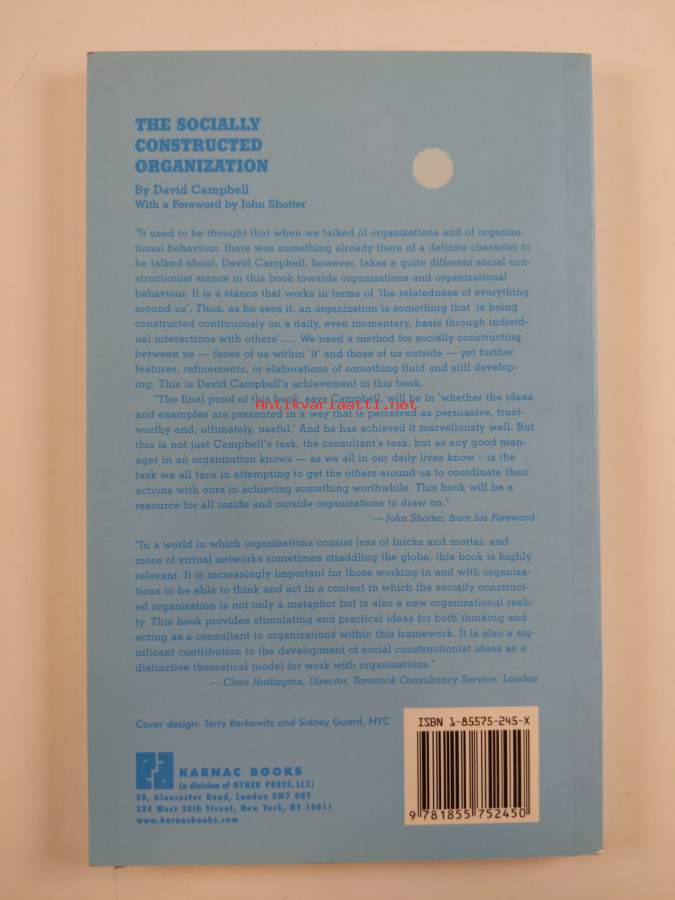 THE SOCIALLY
CONSTRUCTED
ORGANIZATION
By David Campbell
With a Foreword by John Shotter
"It used to be thought that when we talked of organizations and of organiza-
tional behaviour, there was something already there of a definite character to
be talked about. David Campbell, however, takes a quite different social con-
structionist stance in this book towards organizations and organizational
behaviour. It is a stance that works in terms of 'the relatedness of everything
around us'. Thus, as he sees it, an organization is something that 'is being
constructed continuously on a daily, even momentary, basis through individ-
ual interactions with others'..... We need a method for socially constructing
between us — those of us within 'it' and those of us outside — yet further
features, refinements, or elaborations of something fluid and still develop-
ing. This is David Campbell's achievement in this book.
"The final proof of this book, says Campbell, will be in 'whether the ideas
Antikvariaatti.net
and examples are presented in a way that is perceived as persuasive, trust-
worthy and, ultimately, useful.' And he has achieved it marvellously well. But
this is not just Campbell's task, the consultant's task, but as any good man-
ager in an organization knows — as we all in our daily lives know – is the
task we all face in attempting to get the others around us to coordinate their
actions with ours in achieving something worthwhile. This book will be a
resource for all inside and outside organizations to draw on."
— John Shotter, from his Foreword
"In a world in which organizations consist less of bricks and mortar, and
more of virtual networks sometimes straddling the globe, this book is highly
relevant. It is increasingly important for those working in and with organiza-
tions to be able to think and act in a context in which the socially construct-
ed organization is not only a metaphor but is also a new organizational reali-
ty. This book provides stimulating and practical ideas for both thinking and
acting as a consultant to organizations within this framework. It is also a sig-
nificant contribution to the development of social constructionist ideas as a
distinctive theoretical model for work with organizations."
— Clare Huffington, Director, Tavistock Consultancy Service, London
Cover design: Terry Berkowitz and Sidney Guard, NYC
ISBN 1-85575-245-X
KARNAC BOOKS
(a division of OTHER PRESS, LLC)
58, Gloucester Road, London SW7 4QY
224 West 20th Street, New York, NY 10011
www.karnacbooks.com
9 781855 752450